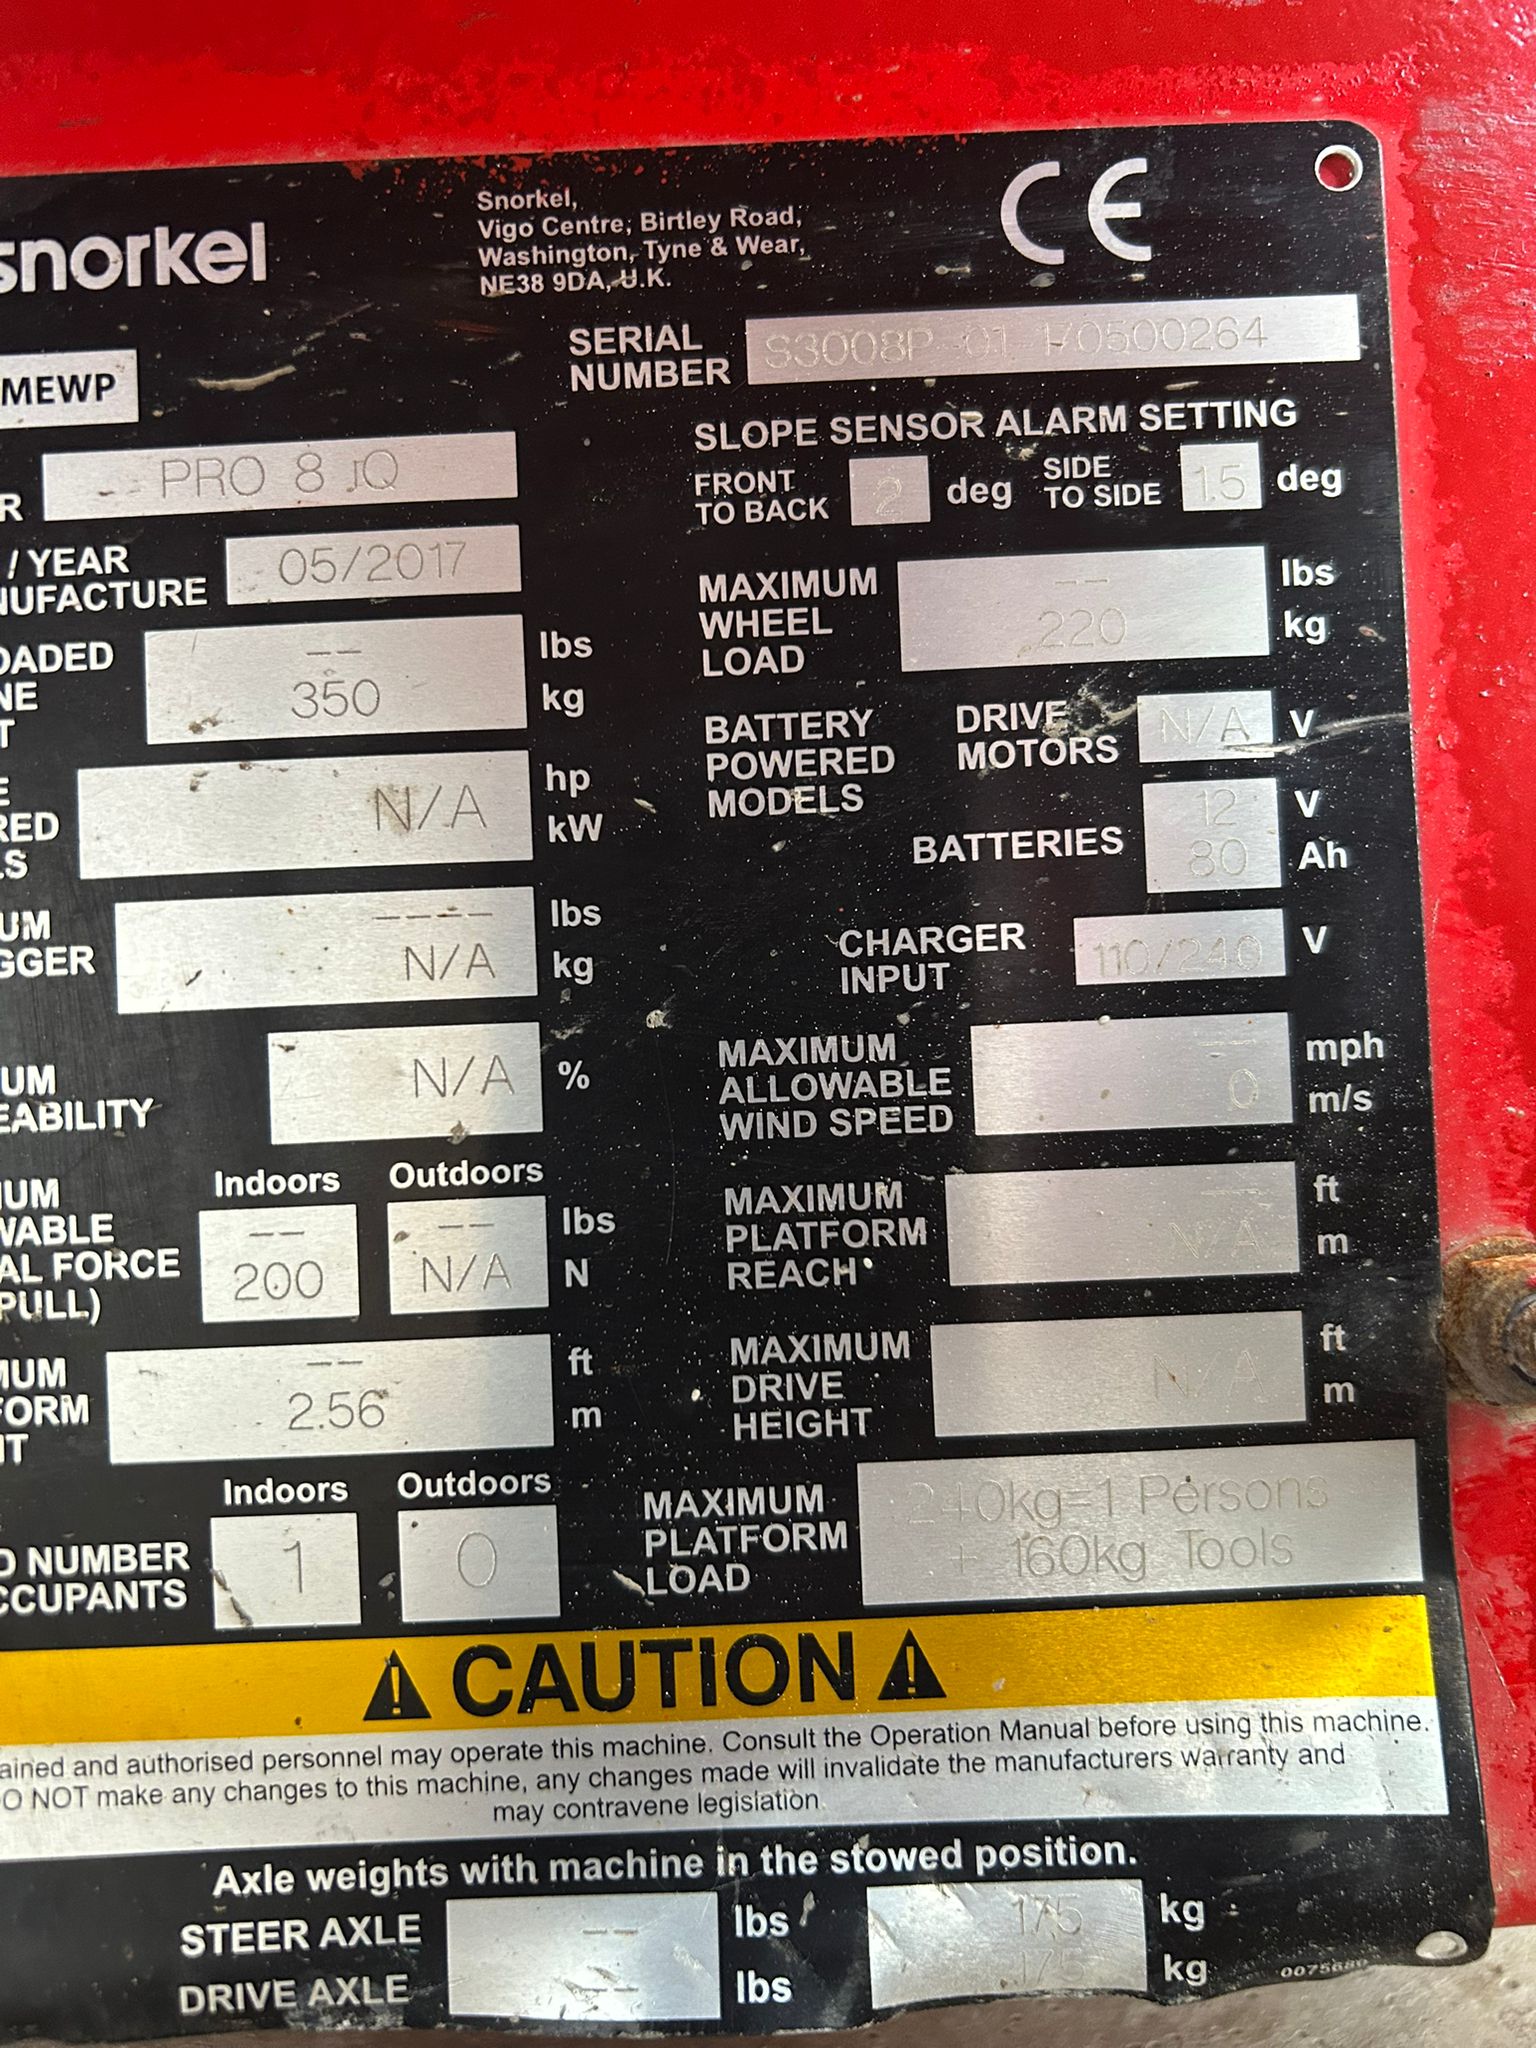 snorkel
Snorkel,
Vigo Centre, Birtley Road,
Washington, Tyne & Wear,
NE38 9DA, U.K.
CE
MEWP
SERIAL
NUMBER
S3008P 01 170500264
PRO 8 IQ
SLOPE SENSOR ALARM SETTING
FRONT
TO BACK
2 deg
SIDE
TO SIDE
1.5 deg
/ YEAR
NUFACTURE
05/2017
OADED
NE
T
-- lbs
350 kg
MAXIMUM
WHEEL
LOAD
-- lbs
220 kg
RED
LS
N/A
hp
kW
BATTERY
POWERED
MODELS
DRIVE
MOTORS
N/A V
BATTERIES
12 V
80 Ah
UM
GGER
---- lbs
N/A kg
CHARGER
INPUT
110/240 V
UM
EABILITY
N/A %
MAXIMUM
ALLOWABLE
WIND SPEED
-- mph
0 m/s
UM
WABLE
AL FORCE
PULL)
Indoors Outdoors
-- -- lbs
200 N/A N
MAXIMUM
PLATFORM
REACH
-- ft
N/A m
MUM
FORM
T
-- ft
2.56 m
MAXIMUM
DRIVE
HEIGHT
ft
N/A m
D NUMBER
CCUPANTS
Indoors Outdoors
1 0
MAXIMUM
PLATFORM
LOAD
240kg=1 Persons
+ 160kg Tools
CAUTION
ained and authorised personnel may operate this machine. Consult the Operation Manual before using this machine.
O NOT make any changes to this machine, any changes made will invalidate the manufacturers warranty and
may contravene legislation.
Axle weights with machine in the stowed position.
STEER AXLE -- lbs 175 kg
DRIVE AXLE -- lbs 175 kg